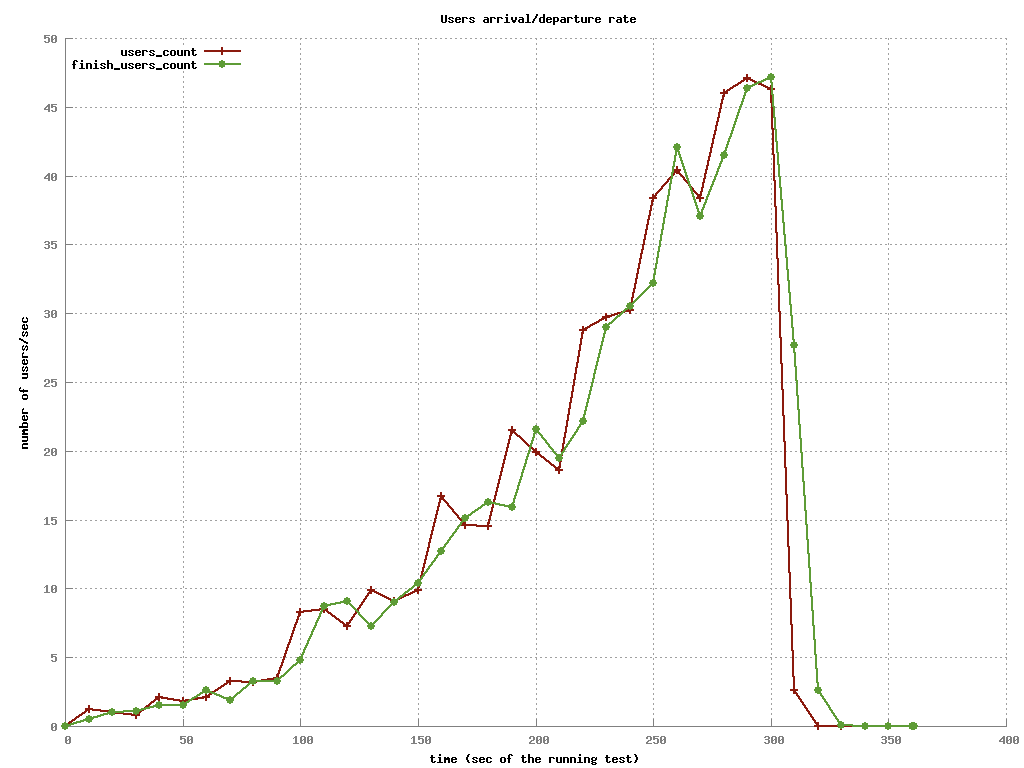 Users arrival/departure rate
users_count
finish_users_count
50
45
40
35
30
25
20
15
10
5
0
number of users/sec
0 50 100 150 200 250 300 350 400
time (sec of the running test)